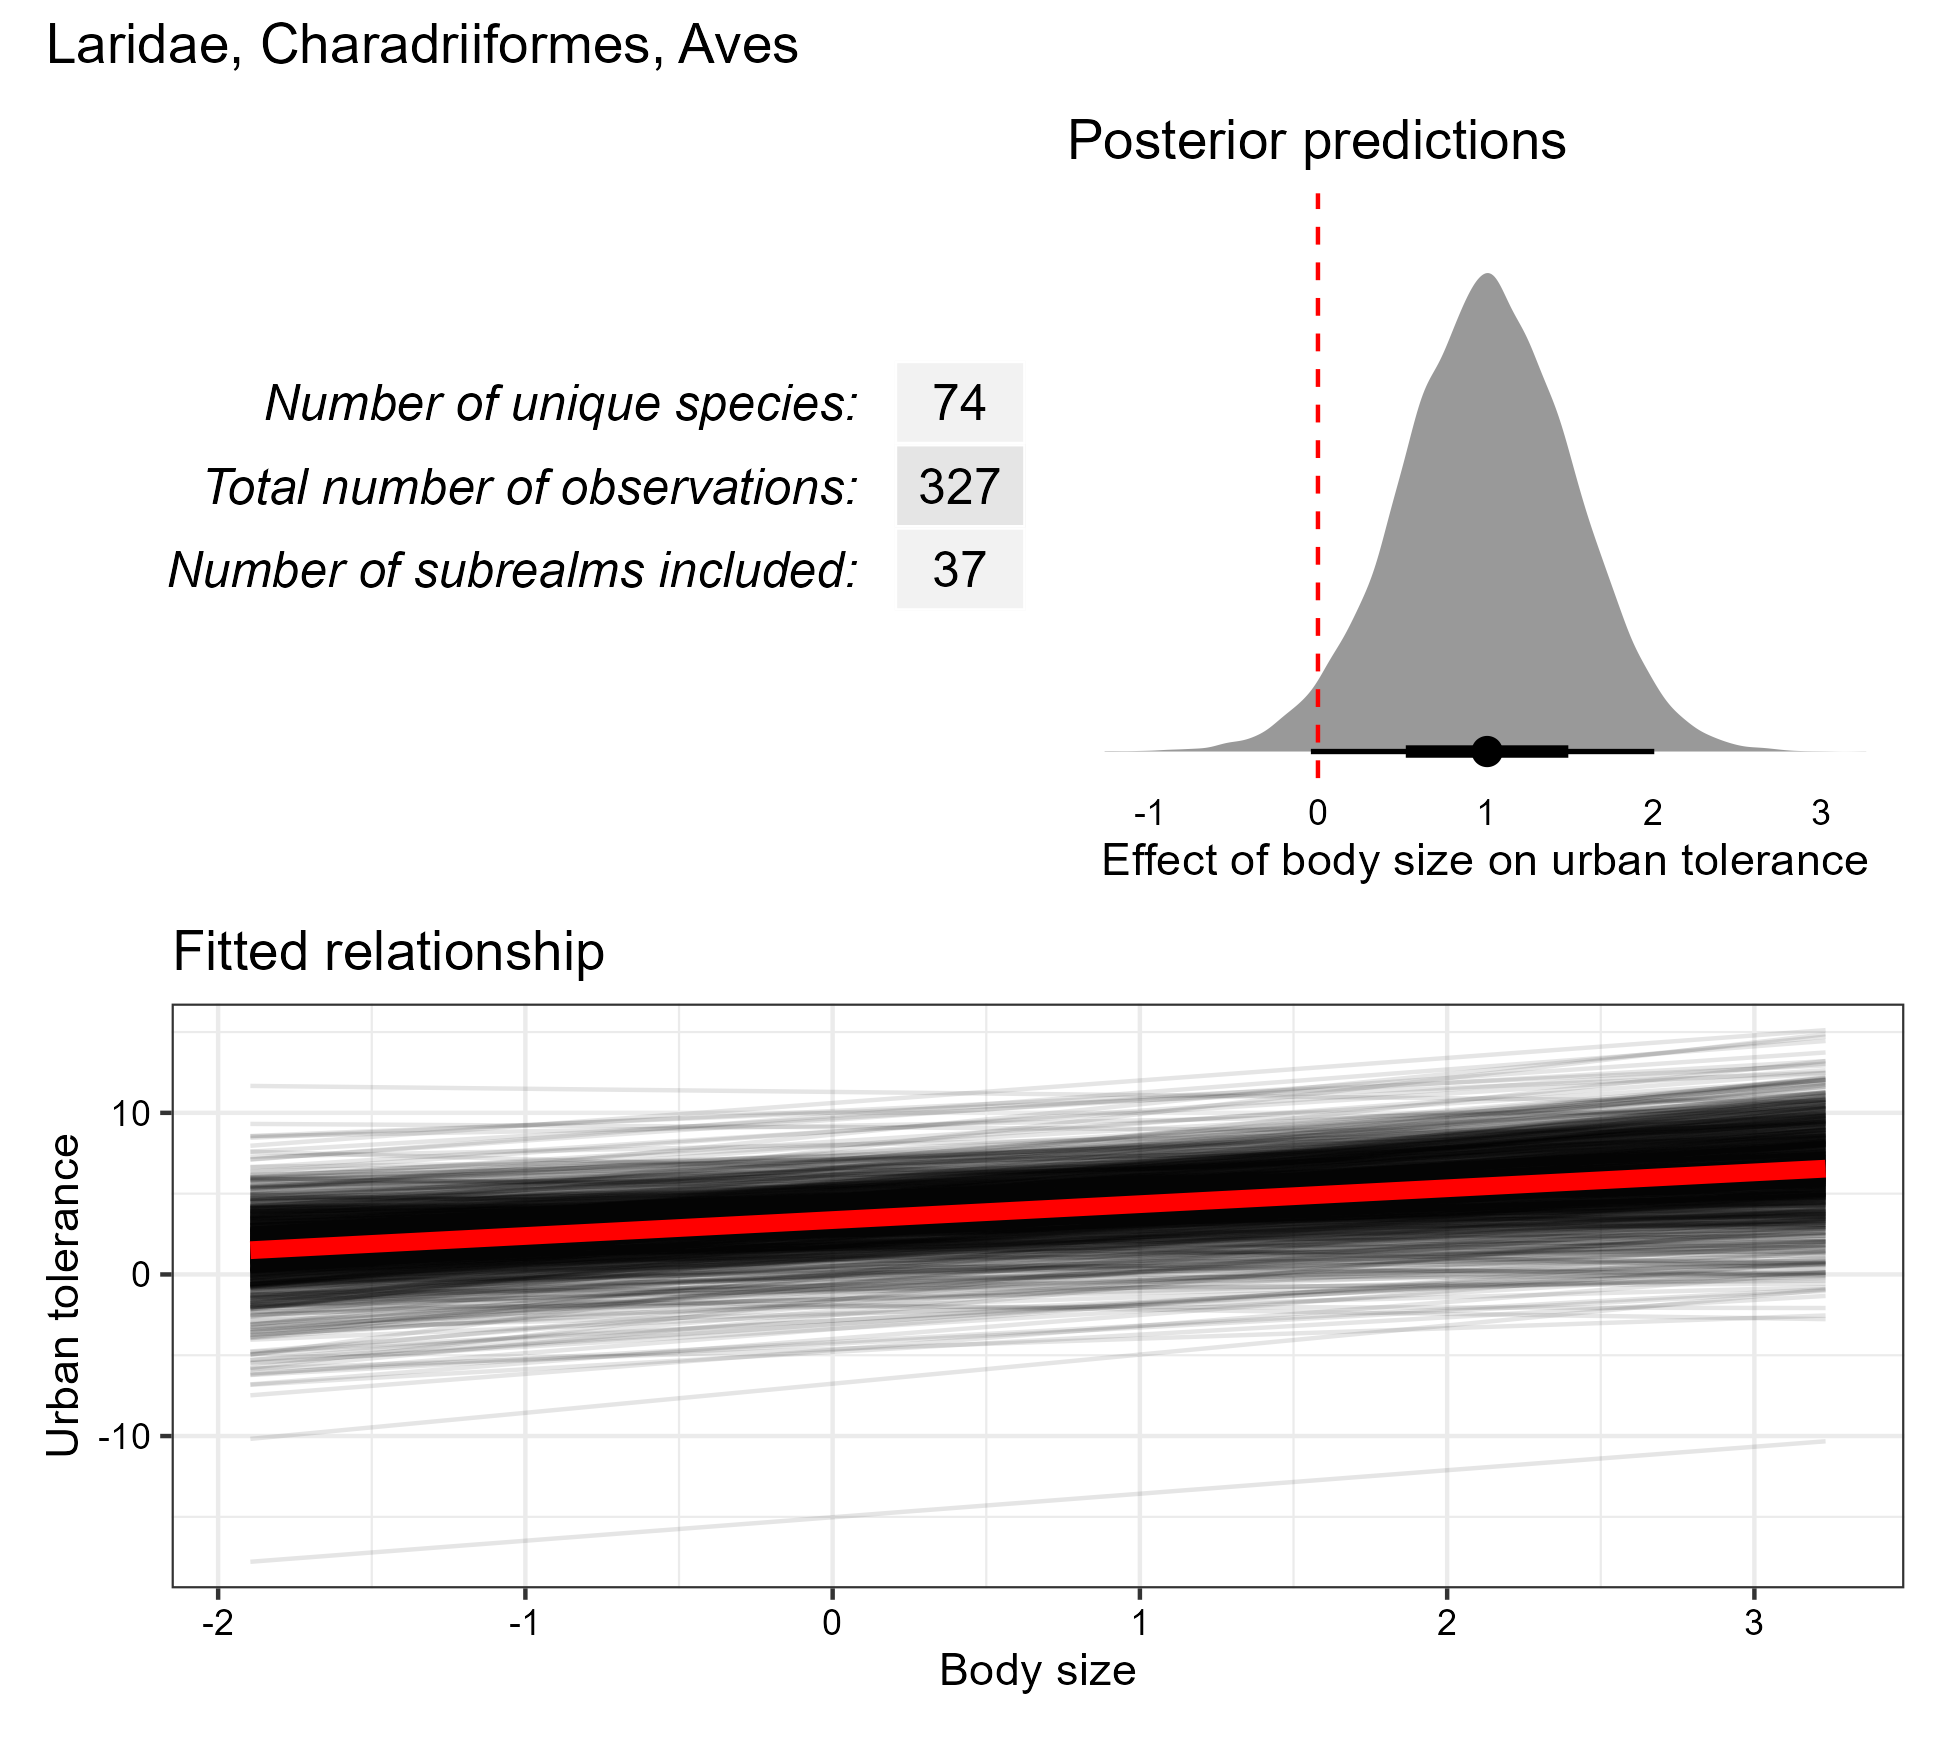 Laridae, Charadriiformes, Aves
Posterior predictions
Number of unique species: 74
Total number of observations: 327
Number of subrealms included: 37
-1 0 1 2 3
Effect of body size on urban tolerance
Fitted relationship
Urban tolerance
10
0
-10
-2 -1 0 1 2 3
Body size